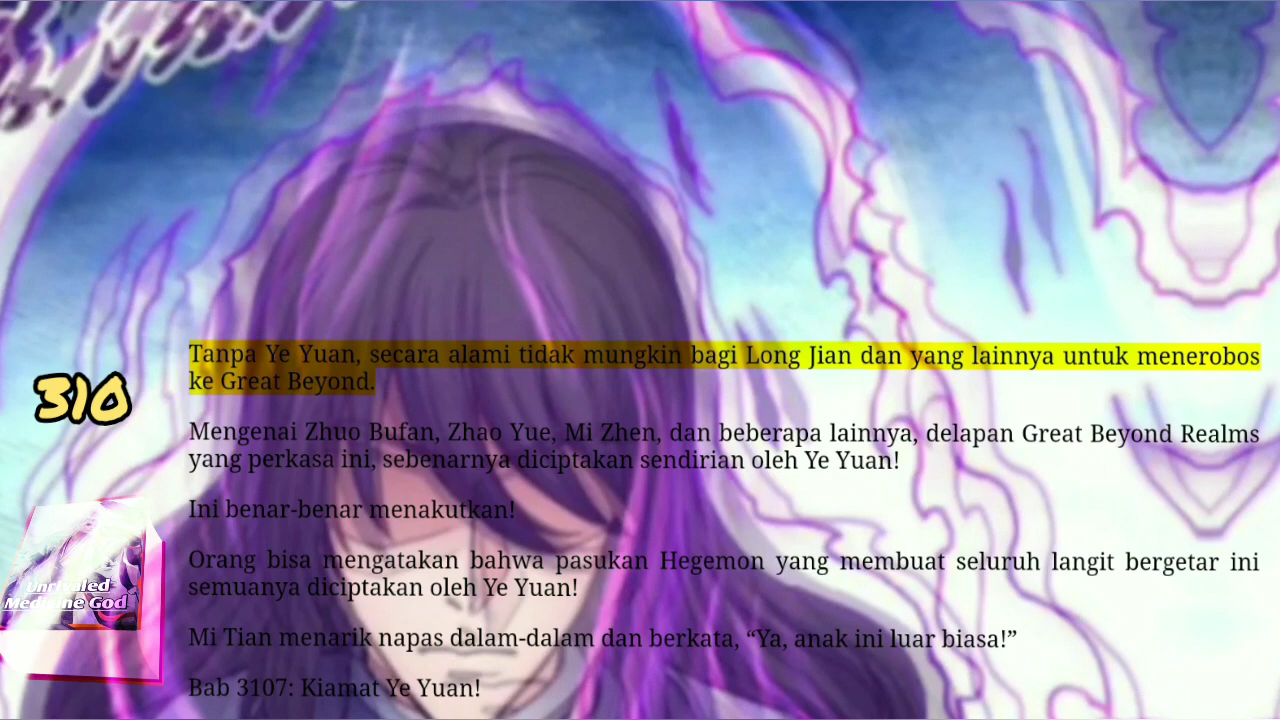 Tanpa Ye Yuan, secara alami tidak mungkin bagi Long Jian dan yang lainnya untuk menerobos
ke Great Beyond.
310
Mengenai Zhuo Bufan, Zhao Yue, Mi Zhen, dan beberapa lainnya, delapan Great Beyond Realms
yang perkasa ini, sebenarnya diciptakan sendirian oleh Ye Yuan!
Ini benar-benar menakutkan!
Orang bisa mengatakan bahwa pasukan Hegemon yang membuat seluruh langit bergetar ini
semuanya diciptakan oleh Ye Yuan!
Unrivaled
Medicine God
Mi Tian menarik napas dalam-dalam dan berkata, “Ya, anak ini luar biasa!”
Bab 3107: Kiamat Ye Yuan!